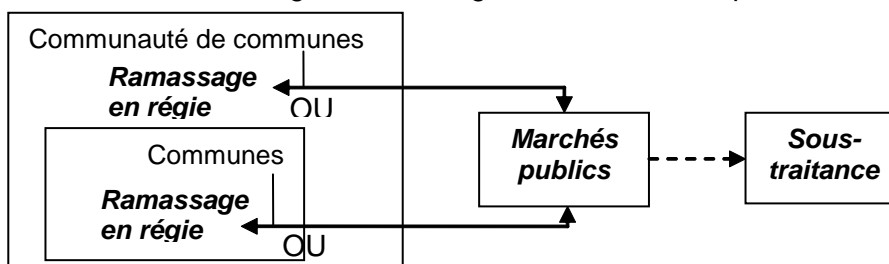 Communauté de communes
Ramassage
en régie
OU
Communes
Ramassage
en régie
OU
Marchés
publics
Sous-
traitance